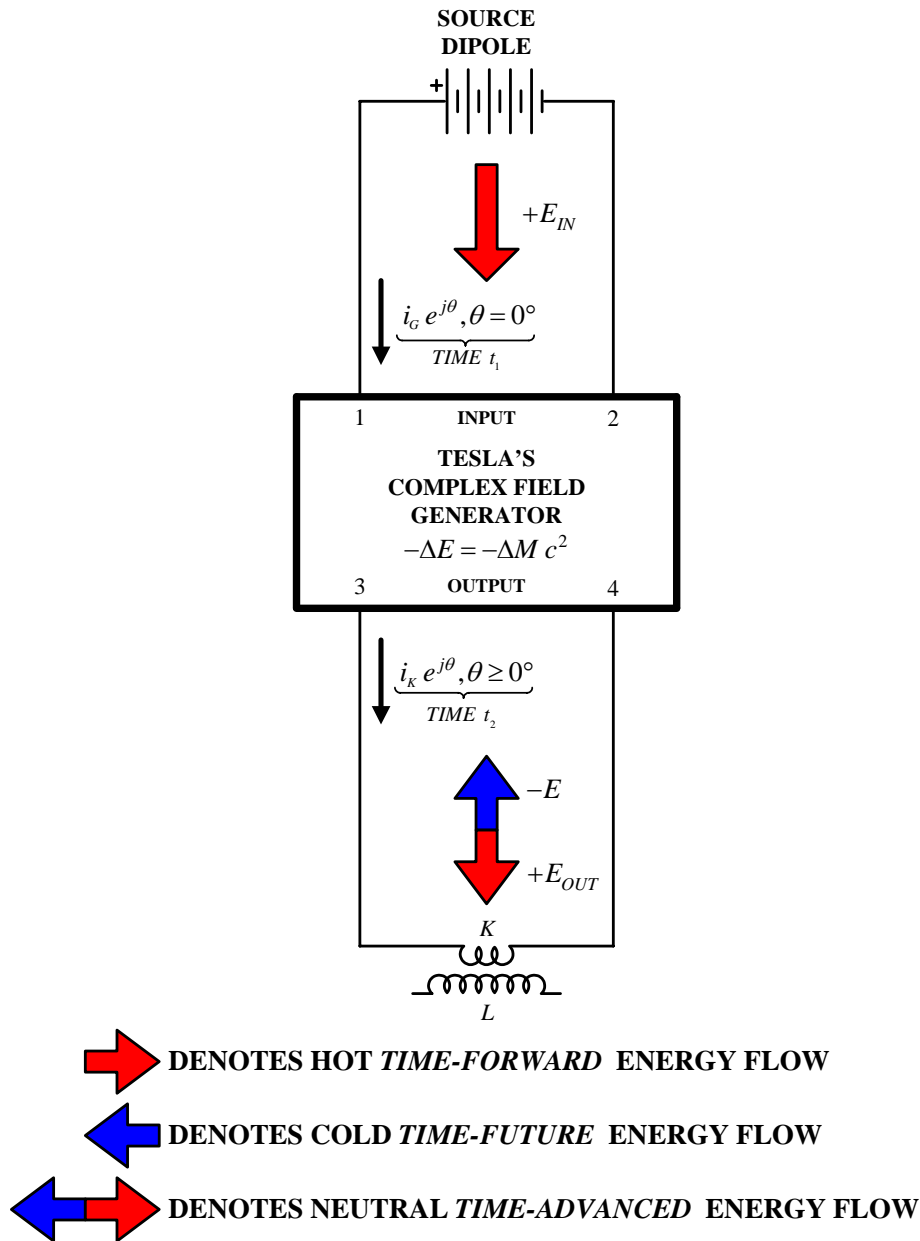 SOURCE
DIPOLE
+
+E_IN
i_G e^{jθ}, θ = 0°
TIME t_1
1 INPUT 2
TESLA'S
COMPLEX FIELD
GENERATOR
−ΔE = −ΔM c²
3 OUTPUT 4
i_K e^{jθ}, θ ≥ 0°
TIME t_2
−E
+E_OUT
K
L
DENOTES HOT TIME-FORWARD ENERGY FLOW
DENOTES COLD TIME-FUTURE ENERGY FLOW
DENOTES NEUTRAL TIME-ADVANCED ENERGY FLOW